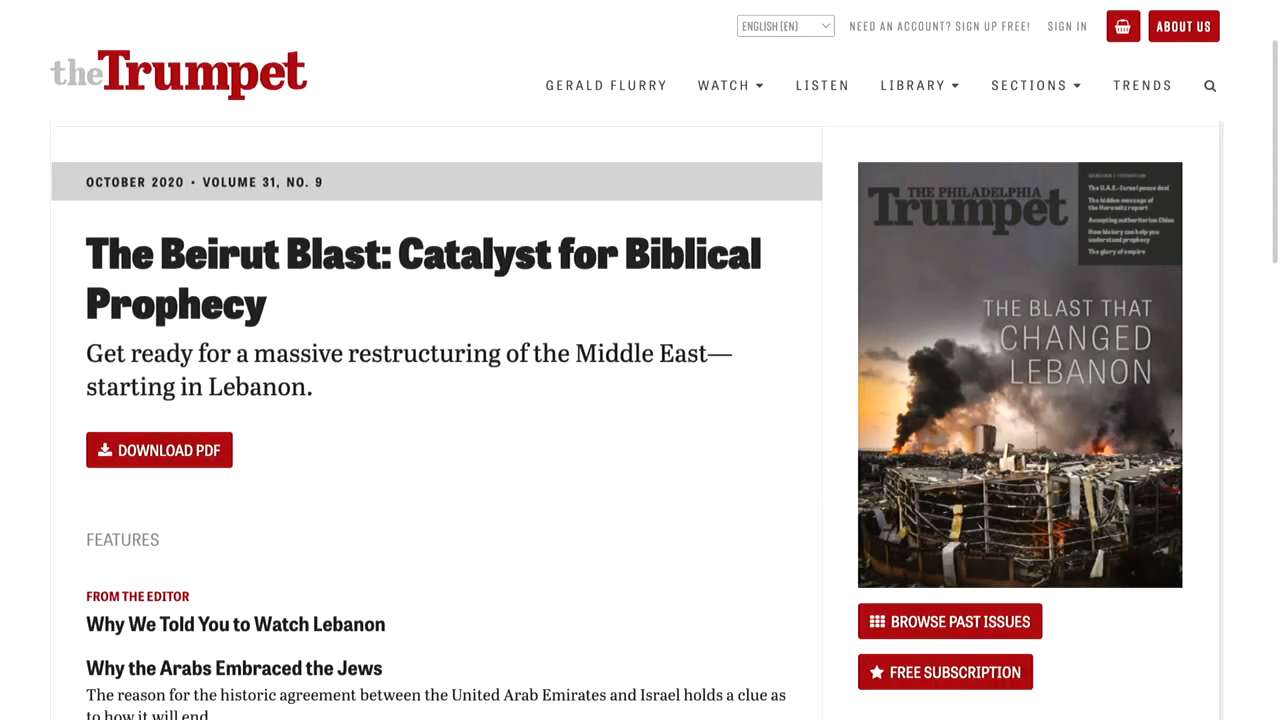 ENGLISH (EN)
NEED AN ACCOUNT? SIGN UP FREE!
SIGN IN
ABOUT US
theTrumpet
GERALD FLURRY
WATCH
LISTEN
LIBRARY
SECTIONS
TRENDS
OCTOBER 2020 • VOLUME 31, NO. 9
The Beirut Blast: Catalyst for Biblical
Prophecy
Get ready for a massive restructuring of the Middle East—
starting in Lebanon.
DOWNLOAD PDF
FEATURES
FROM THE EDITOR
Why We Told You to Watch Lebanon
Why the Arabs Embraced the Jews
The reason for the historic agreement between the United Arab Emirates and Israel holds a clue as
to how it will end.
THE PHILADELPHIA
Trumpet
The U.A.E.-Israel peace deal
The hidden message of
the Horowitz report
Accepting authoritarian China
How history can help you
understand prophecy
The glory of empire
THE BLAST THAT
CHANGED
LEBANON
BROWSE PAST ISSUES
FREE SUBSCRIPTION